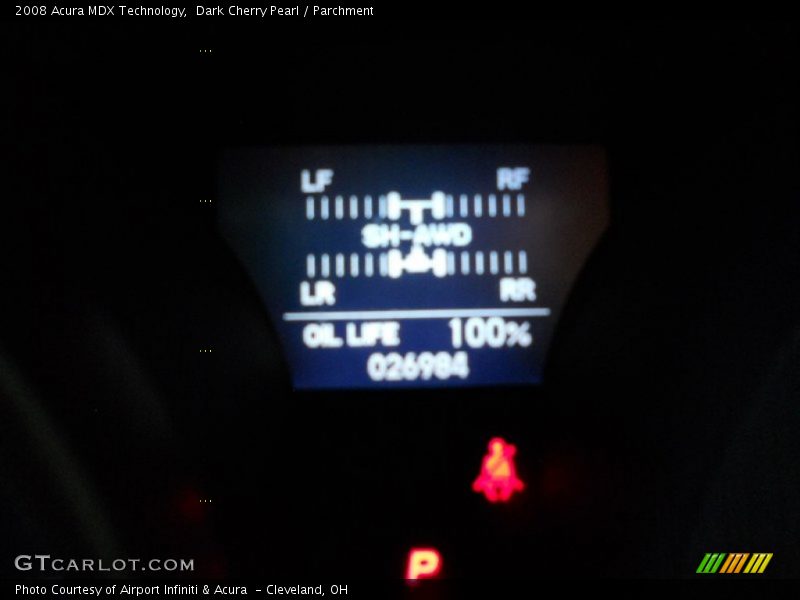 2008 Acura MDX Technology,  Dark Cherry Pearl / Parchment
...
LF RF
...
SH-AWD
LR RR
OIL LIFE 100%
...
026984
...
P
GTCARLOT.COM
Photo Courtesy of Airport Infiniti & Acura  - Cleveland, OH